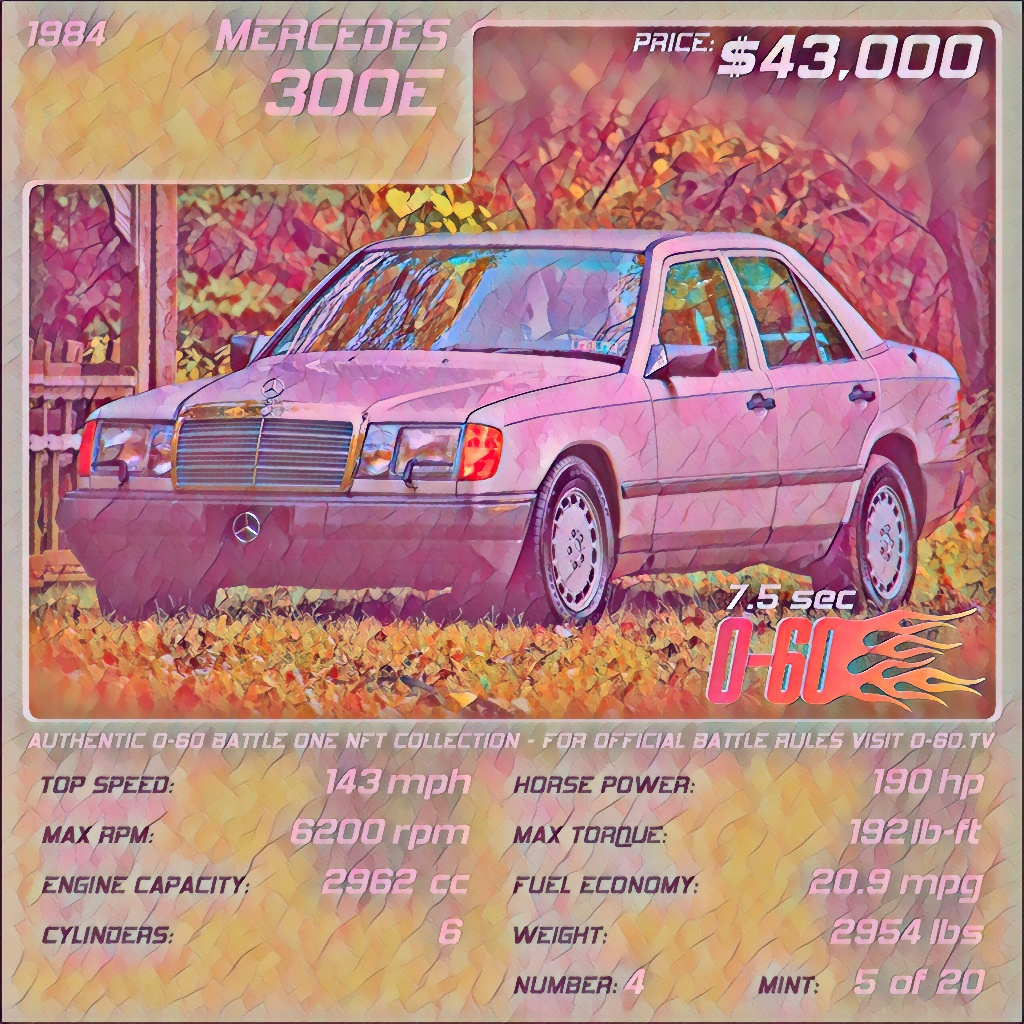 1984
MERCEDES
300E
PRICE: $43,000
7.5 sec
0-60
AUTHENTIC 0-60 BATTLE ONE NFT COLLECTION - FOR OFFICIAL BATTLE RULES VISIT 0-60.TV
TOP SPEED: 143 mph HORSE POWER: 190 hp
MAX RPM: 6200 rpm MAX TORQUE: 192 lb-ft
ENGINE CAPACITY: 2962 cc FUEL ECONOMY: 20.9 mpg
CYLINDERS: 6 WEIGHT: 2954 lbs
NUMBER: 4 MINT: 5 of 20